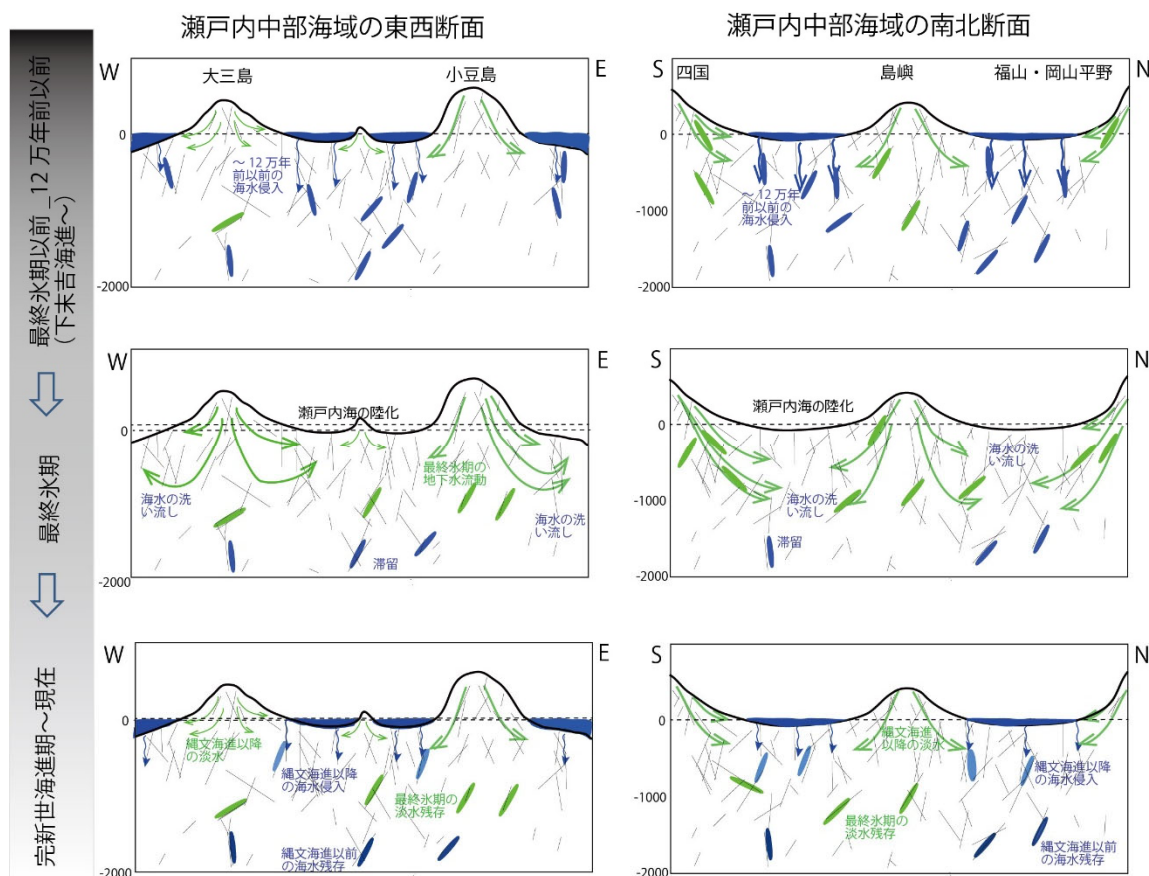 瀬戸内中部海域の東西断面
瀬戸内中部海域の南北断面
最終氷期以前_12万年前以前
(下末吉海進～)
最終氷期
完新世海進期～現在
W
E
大三島
小豆島
0
-2000
～12万年
前以前の
海水侵入
S
N
四国
島嶼
福山・岡山平野
0
-1000
-2000
～12万年
前以前の
海水侵入
W
E
瀬戸内海の陸化
0
-2000
海水の洗
い流し
最終氷期の
地下水流動
海水の洗
い流し
滞留
S
N
瀬戸内海の陸化
0
-1000
-2000
海水の洗
い流し
海水の洗
い流し
滞留
W
E
0
-2000
縄文海進以降
の淡水
縄文海進以降
の海水侵入
最終氷期の
淡水残存
縄文海進以前
の海水残存
S
N
0
-1000
-2000
縄文海進
以降の淡水
縄文海進以降
の海水侵入
最終氷期の
淡水残存
縄文海進以前
の海水残存